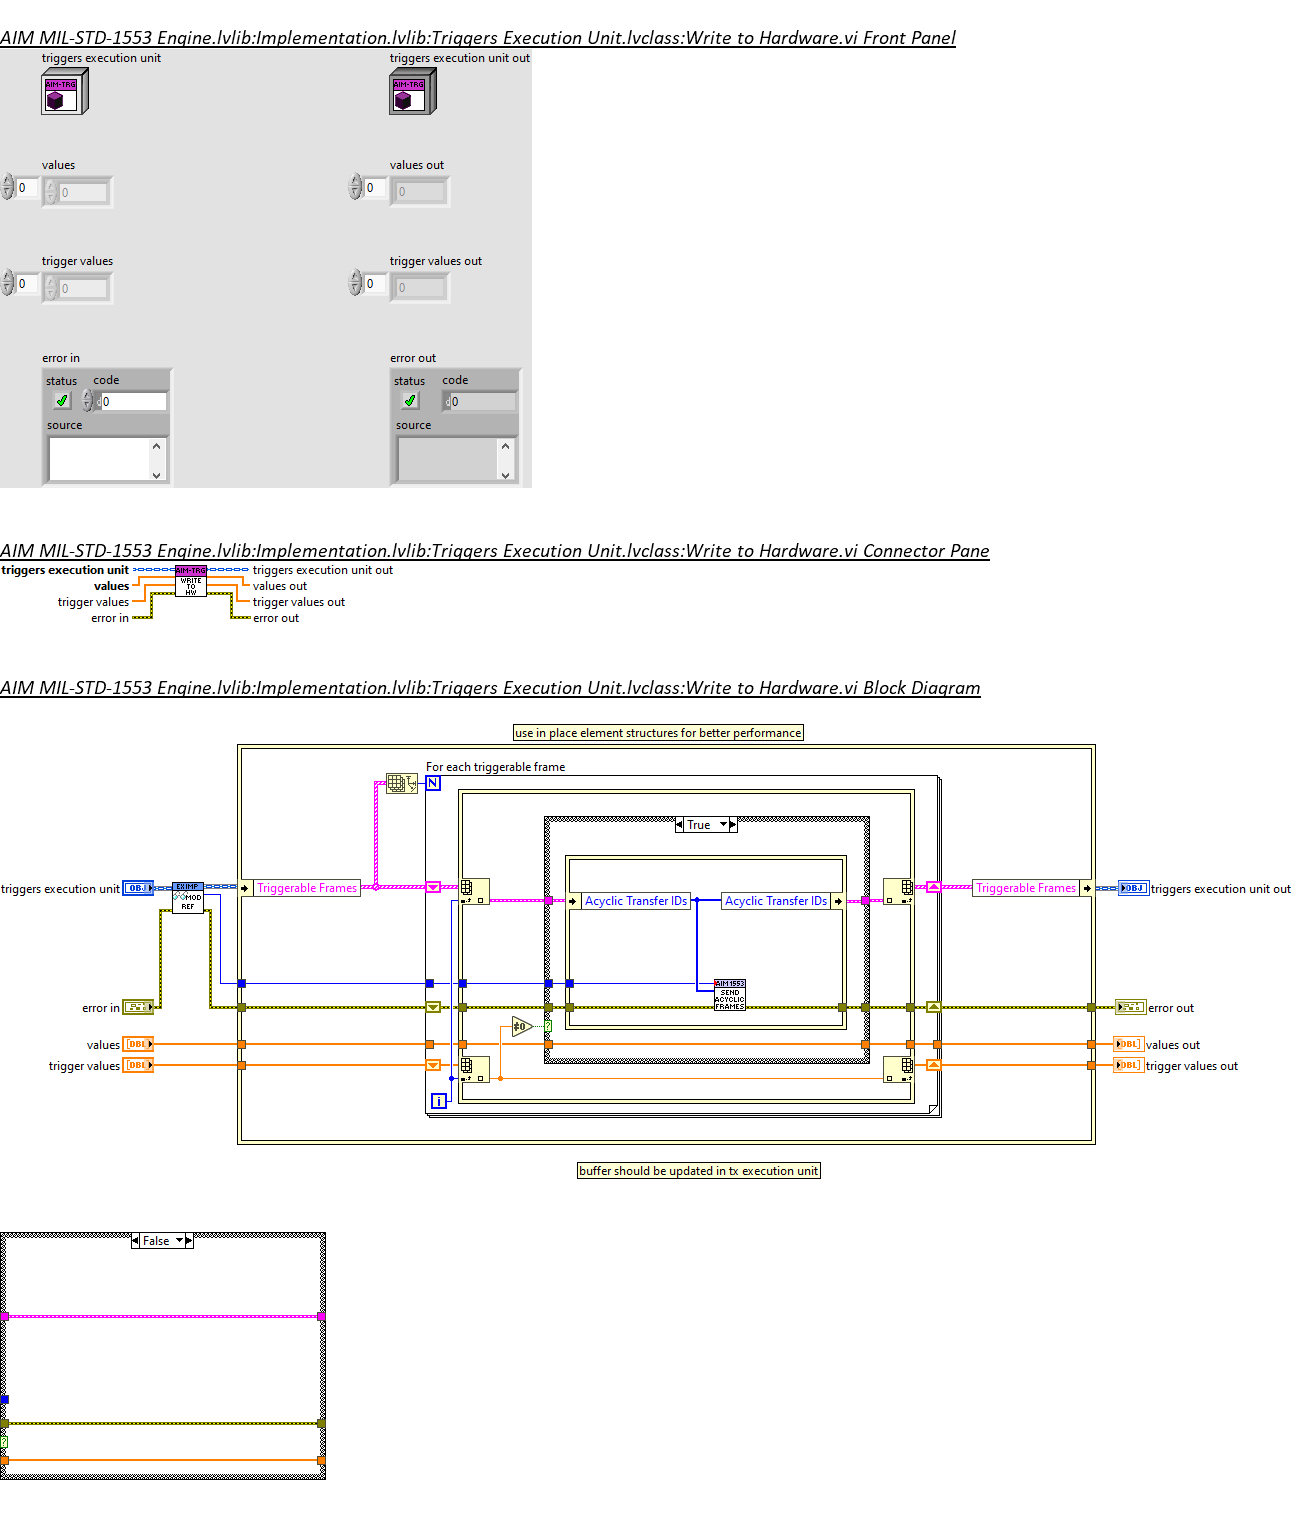 AIM MIL-STD-1553 Engine.lvlib:Implementation.lvlib:Triggers Execution Unit.lvclass:Write to Hardware.vi Front Panel
triggers execution unit
triggers execution unit out
AIM-TRG
AIM-TRG
values
values out
0
0
0
0
trigger values
trigger values out
0
0
0
0
error in
error out
status code
status code
d0
d0
source
source
AIM MIL-STD-1553 Engine.lvlib:Implementation.lvlib:Triggers Execution Unit.lvclass:Write to Hardware.vi Connector Pane
triggers execution unit
AIM-TRG
triggers execution unit out
values
WRITE
TO
HW
values out
trigger values
trigger values out
error in
error out
AIM MIL-STD-1553 Engine.lvlib:Implementation.lvlib:Triggers Execution Unit.lvclass:Write to Hardware.vi Block Diagram
use in place element structures for better performance
For each triggerable frame
N
True
triggers execution unit
OBJ
EXIMP
MOD
REF
Triggerable Frames
Acyclic Transfer IDs
Acyclic Transfer IDs
Triggerable Frames
OBJ
triggers execution unit out
AIM1553
SEND
ACYCLIC
FRAMES
error in
error out
≠0
?
values
[DBL]
[DBL]
values out
trigger values
[DBL]
[DBL]
trigger values out
i
buffer should be updated in tx execution unit
False
?